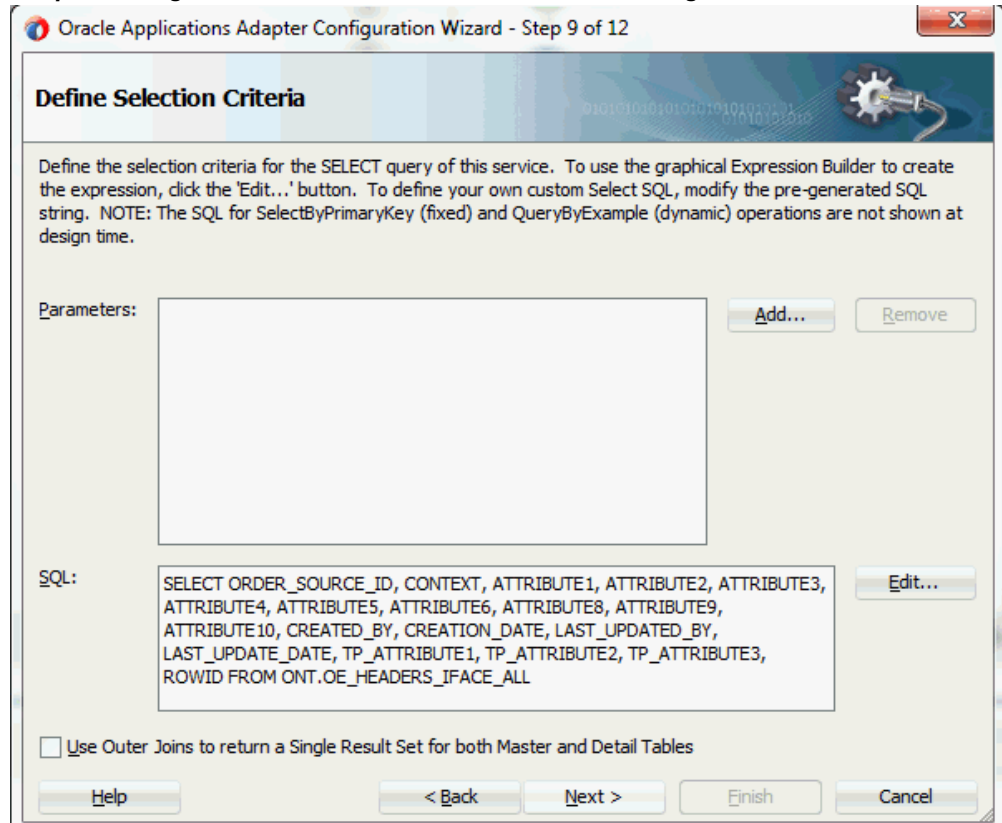 Oracle Applications Adapter Configuration Wizard - Step 9 of 12
Define Selection Criteria
Define the selection criteria for the SELECT query of this service. To use the graphical Expression Builder to create
the expression, click the 'Edit...' button. To define your own custom Select SQL, modify the pre-generated SQL
string. NOTE: The SQL for SelectByPrimaryKey (fixed) and QueryByExample (dynamic) operations are not shown at
design time.
Parameters:
Add...
Remove
SQL:
SELECT ORDER_SOURCE_ID, CONTEXT, ATTRIBUTE1, ATTRIBUTE2, ATTRIBUTE3,
ATTRIBUTE4, ATTRIBUTE5, ATTRIBUTE6, ATTRIBUTE8, ATTRIBUTE9,
ATTRIBUTE10, CREATED_BY, CREATION_DATE, LAST_UPDATED_BY,
LAST_UPDATE_DATE, TP_ATTRIBUTE1, TP_ATTRIBUTE2, TP_ATTRIBUTE3,
ROWID FROM ONT.OE_HEADERS_IFACE_ALL
Edit...
Use Outer Joins to return a Single Result Set for both Master and Detail Tables
Help
< Back
Next >
Finish
Cancel